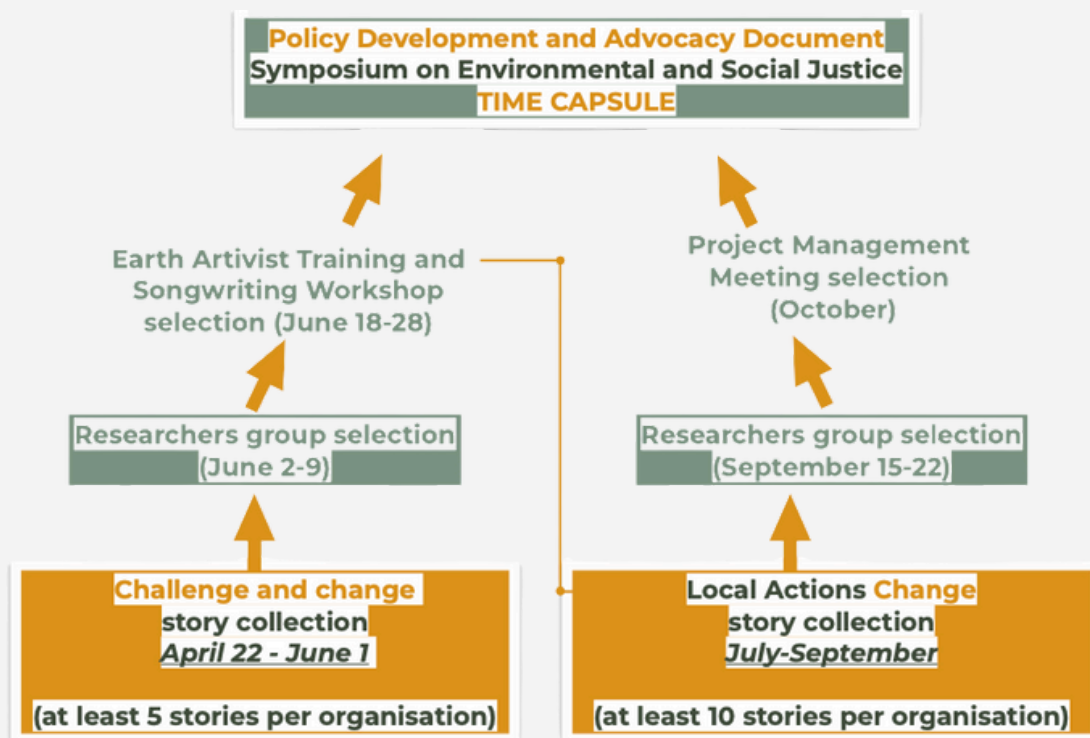 Policy Development and Advocacy Document
Symposium on Environmental and Social Justice
TIME CAPSULE
Earth Artivist Training and
Songwriting Workshop
selection (June 18-28)
Project Management
Meeting selection
(October)
Researchers group selection
(June 2-9)
Researchers group selection
(September 15-22)
Challenge and change
story collection
April 22 - June 1
(at least 5 stories per organisation)
Local Actions Change
story collection
July-September
(at least 10 stories per organisation)